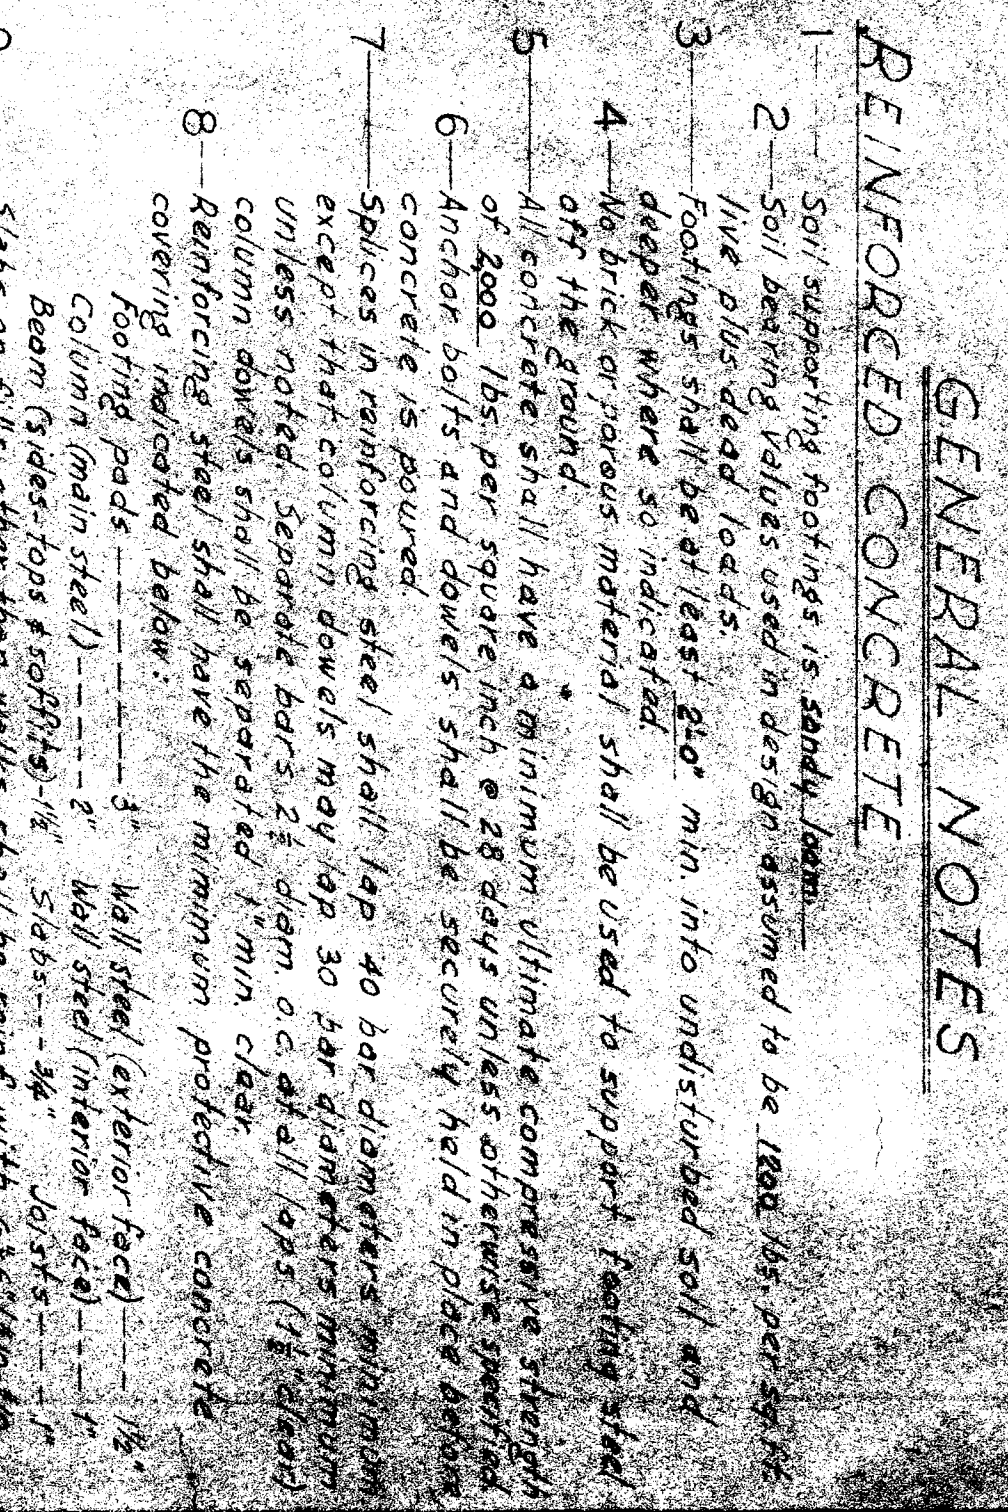 GENERAL NOTES
REINFORCED CONCRETE
1— Soil supporting footings is sandy loam
2— Soil bearing values used in design assumed to be 1200 lbs. per sq. ft.
live plus dead loads.
3— Footings shall be at least 2'-0" min. into undisturbed soil and
deeper where so indicated.
4— No brick or porous material shall be used to support footing steel
off the ground.
5— All concrete shall have a minimum ultimate compressive strength
of 2000 lbs. per square inch @ 28 days unless otherwise specified
6— Anchor bolts and dowels shall be securely held in place before
concrete is poured.
7— Splices in reinforcing steel shall lap 40 bar diameters minimum
except that column dowels may lap 30 bar diameters minimum
unless noted. Separate bars 2½ diam. o.c. at all laps. (1½" clear)
column dowels shall be separated 1" min. clear.
8— Reinforcing steel shall have the minimum protective concrete
covering indicated below:
Footing pads --------- 3" Wall steel (exterior face) ---- 1½"
Column (main steel) ------ 2" Wall steel (interior face) ---- 1"
Beam (sides-tops & soffits) - 1½" Slabs --- ¾" Joists ----- 1"